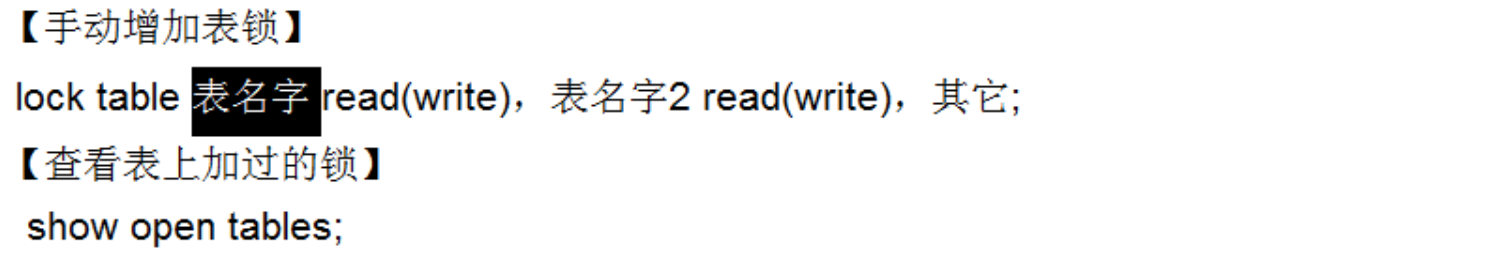 【手动增加表锁】
lock table 表名字 read(write)，表名字2 read(write)，其它;
【查看表上加过的锁】
show open tables;